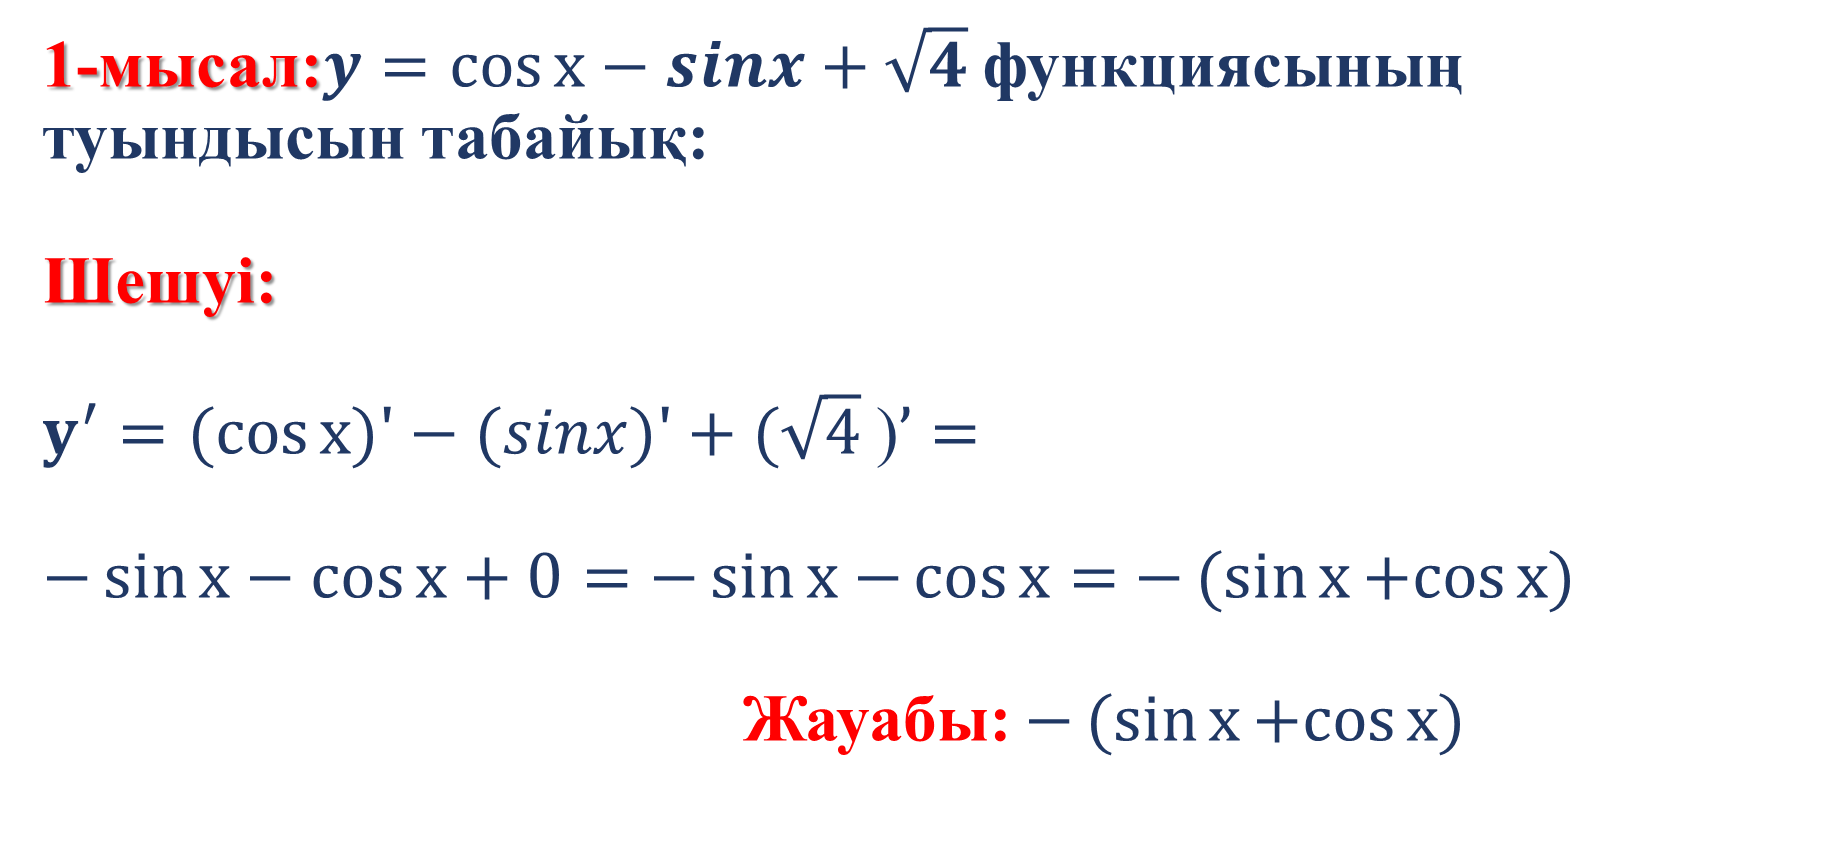 1-мысал:y = cos x − sinx + √4 функциясының
туындысын табайық:
Шешуі:
y′ = (cos x)' − (sinx)' + (√4 )’ =
− sin x − cos x + 0 = − sin x − cos x = − (sin x +cos x)
Жауабы: − (sin x +cos x)